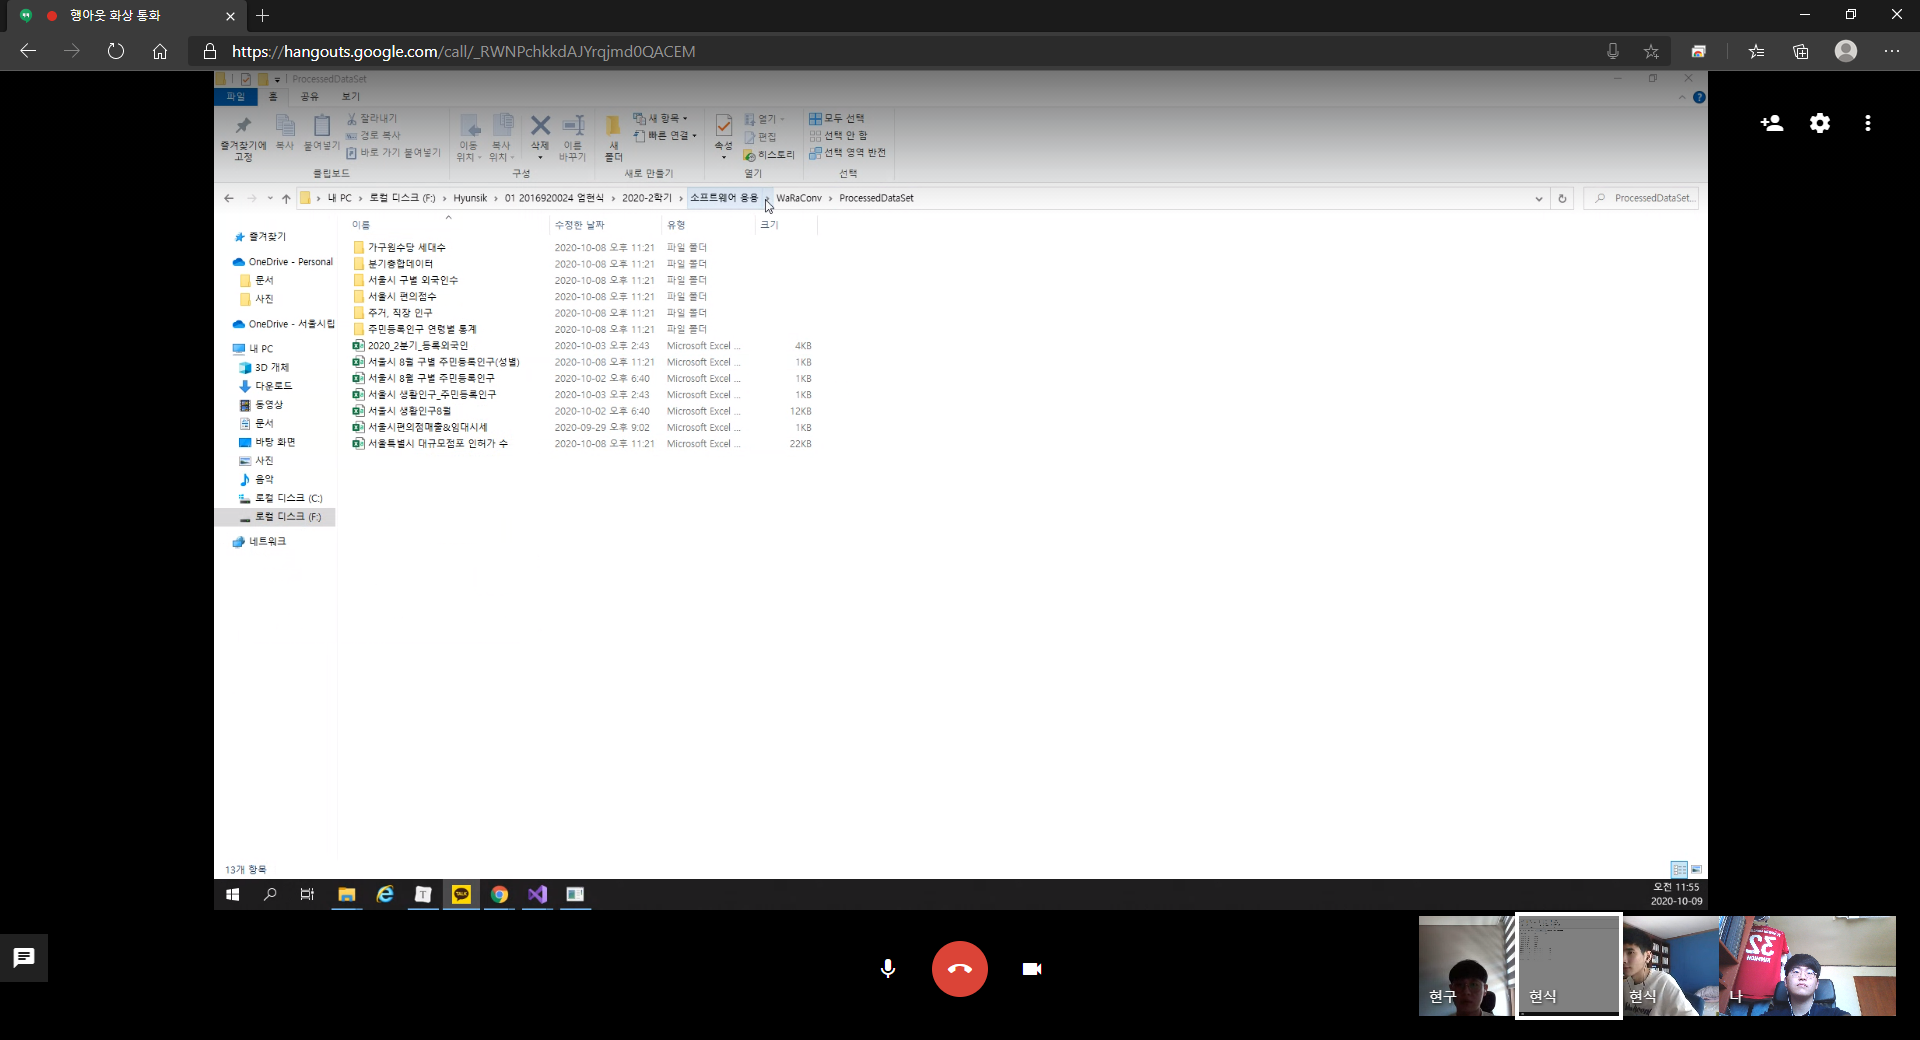 행아웃 화상 통화
https://hangouts.google.com/call/_RWNPchkkdAJYrqjmd0QACEM
ProcessedDataSet
파일 홈 공유 보기
즐겨찾기에 고정
복사
붙여넣기
잘라내기
경로 복사
바로 가기 붙여넣기
클립보드
이동 위치
복사 위치
삭제
이름 바꾸기
구성
새 폴더
새 항목
빠른 연결
새로 만들기
속성
열기
편집
히스토리
열기
모두 선택
선택 안 함
선택 영역 반전
선택
내 PC › 로컬 디스크 (F:) › Hyunsik › 01 2016920024 엄현식 › 2020-2학기 › 소프트웨어 응용 › WaRaConv › ProcessedDataSet
ProcessedDataSet...
이름 수정한 날짜 유형 크기
즐겨찾기
OneDrive - Personal
문서
사진
OneDrive - 서울시립
내 PC
3D 개체
다운로드
동영상
문서
바탕 화면
사진
음악
로컬 디스크 (C:)
로컬 디스크 (F:)
네트워크
가구원수당 세대수 2020-10-08 오후 11:21 파일 폴더
분기총합데이터 2020-10-08 오후 11:21 파일 폴더
서울시 구별 외국인수 2020-10-08 오후 11:21 파일 폴더
서울시 편의점수 2020-10-08 오후 11:21 파일 폴더
주거, 직장 인구 2020-10-08 오후 11:21 파일 폴더
주민등록인구 연령별 통계 2020-10-08 오후 11:21 파일 폴더
2020_2분기_등록외국인 2020-10-03 오후 2:43 Microsoft Excel ... 4KB
서울시 8월 구별 주민등록인구(성별) 2020-10-08 오후 11:21 Microsoft Excel ... 1KB
서울시 8월 구별 주민등록인구 2020-10-02 오후 6:40 Microsoft Excel ... 1KB
서울시 생활인구_주민등록인구 2020-10-03 오후 2:43 Microsoft Excel ... 1KB
서울시 생활인구8월 2020-10-02 오후 6:40 Microsoft Excel ... 12KB
서울시편의점매출&임대시세 2020-09-29 오후 9:02 Microsoft Excel ... 1KB
서울특별시 대규모점포 인허가 수 2020-10-08 오후 11:21 Microsoft Excel ... 22KB
13개 항목
TALK
오전 11:55
2020-10-09
32
현구
현식
현식
나